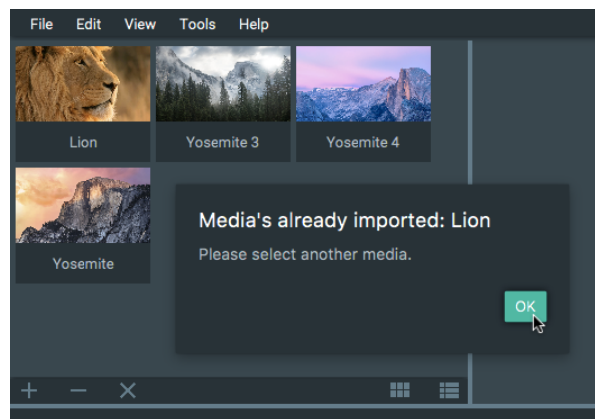 File Edit View Tools Help
Lion Yosemite 3 Yosemite 4
Yosemite
Media's already imported: Lion
Please select another media.
OK